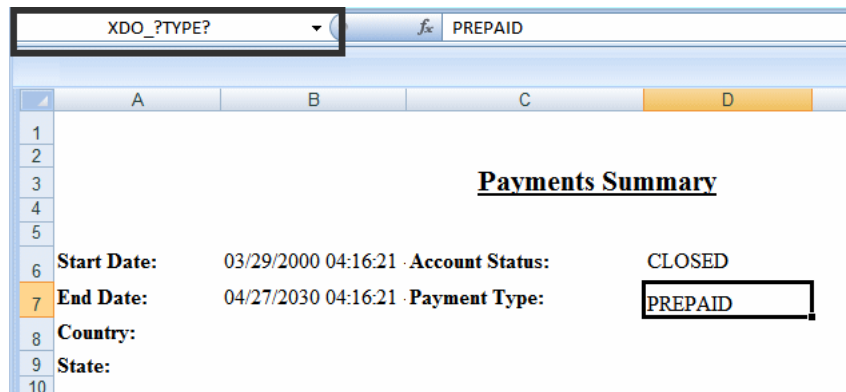 XDO_?TYPE? fx PREPAID
A B C D
1
2
3 Payments Summary
4
5
6 Start Date: 03/29/2000 04:16:21 Account Status: CLOSED
7 End Date: 04/27/2030 04:16:21 Payment Type: PREPAID
8 Country:
9 State:
10